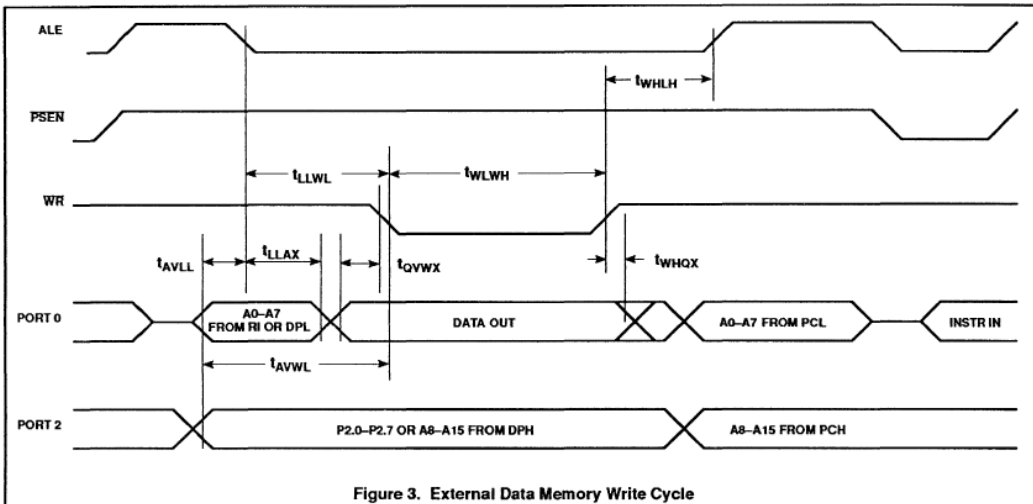 ALE
tWHLH
PSEN
tLLWL
tWLWH
WR
tAVLL
tLLAX
tQVWX
tWHQX
PORT 0
A0–A7
FROM RI OR DPL
DATA OUT
A0–A7 FROM PCL
INSTR IN
tAVWL
PORT 2
P2.0–P2.7 OR A8–A15 FROM DPH
A8–A15 FROM PCH
Figure 3. External Data Memory Write Cycle